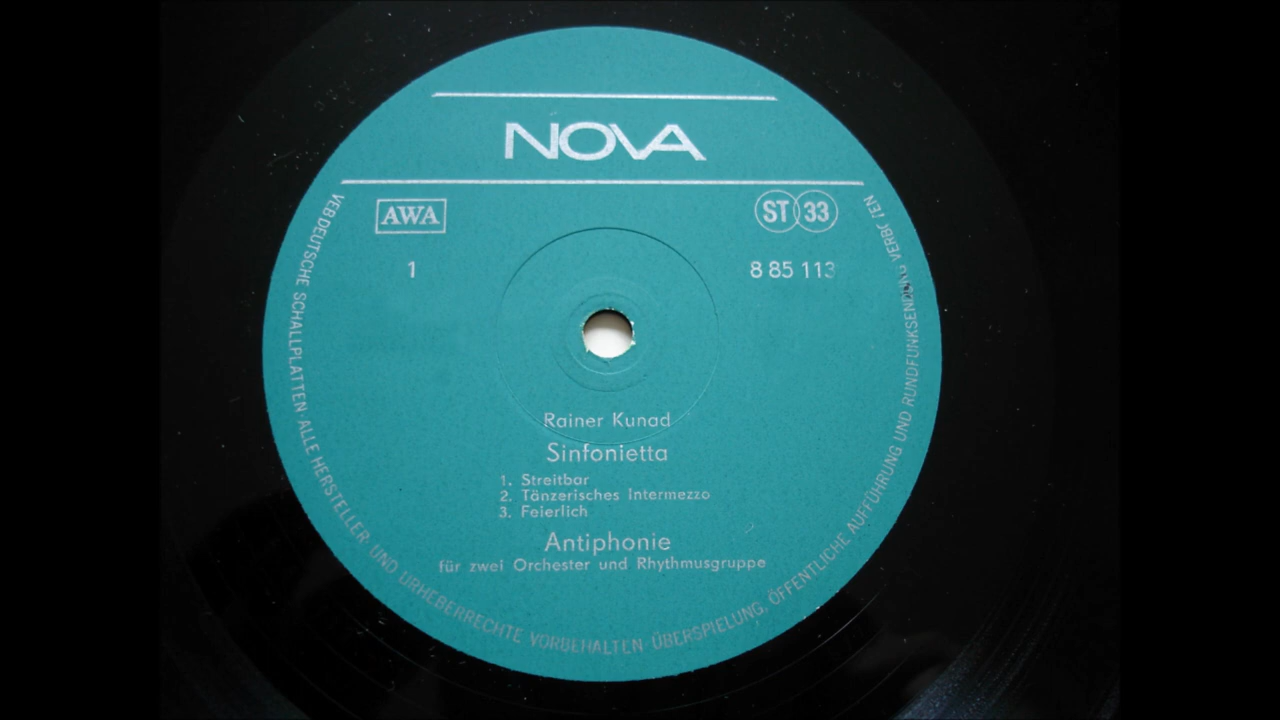 NOVA
AWA
ST 33
1
8 85 113
Rainer Kunad
Sinfonietta
1. Streitbar
2. Tänzerisches Intermezzo
3. Feierlich
Antiphonie
für zwei Orchester und Rhythmusgruppe
VEB DEUTSCHE SCHALLPLATTEN · ALLE HERSTELLER- UND URHEBERRECHTE VORBEHALTEN · ÜBERSPIELUNG, ÖFFENTLICHE AUFFÜHRUNG UND RUNDFUNKSENDUNG VERBOTEN